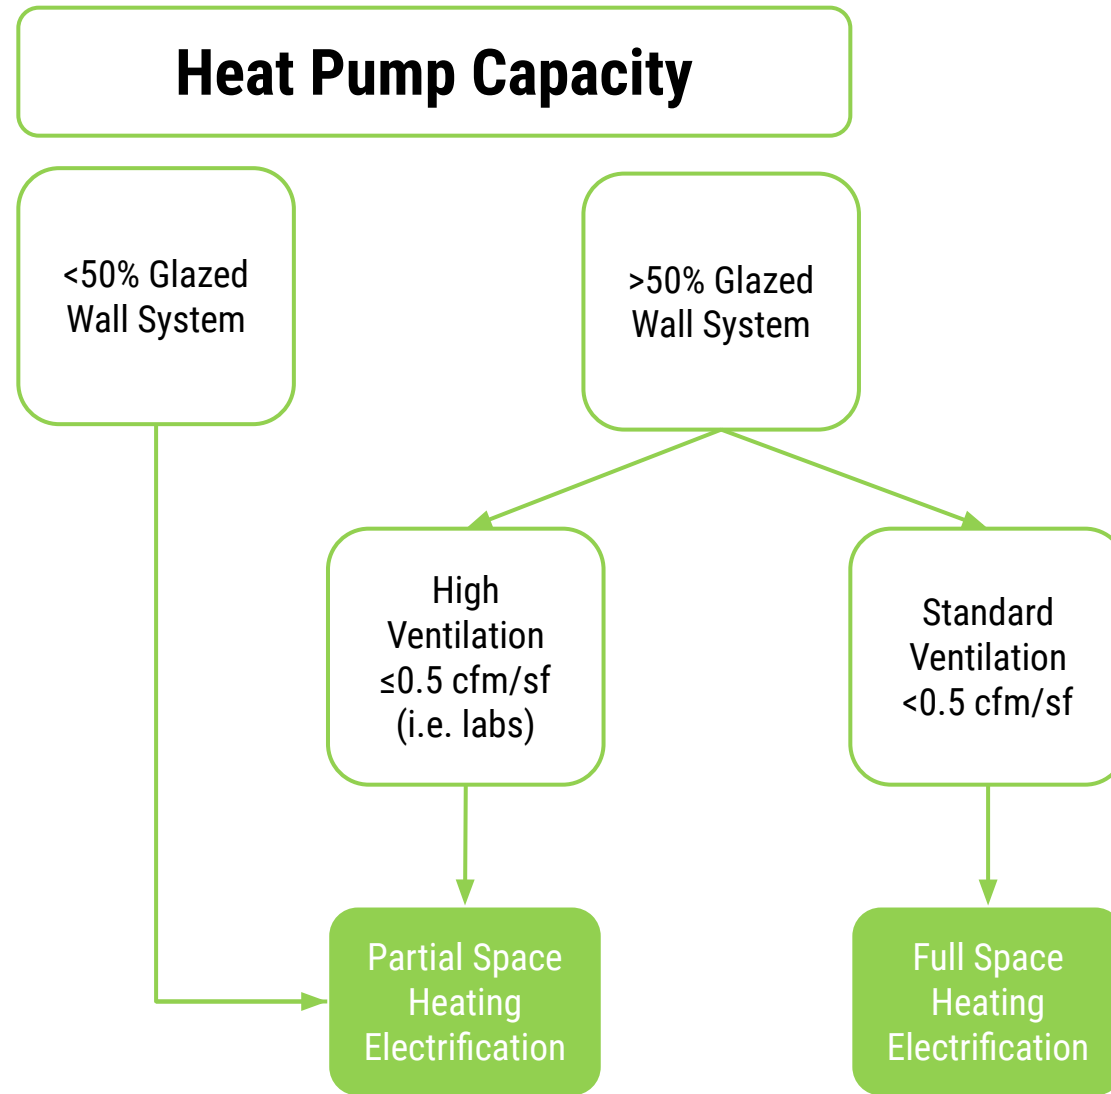 Heat Pump Capacity
<50% Glazed
Wall System
>50% Glazed
Wall System
High
Ventilation
≤0.5 cfm/sf
(i.e. labs)
Standard
Ventilation
<0.5 cfm/sf
Partial Space
Heating
Electrification
Full Space
Heating
Electrification